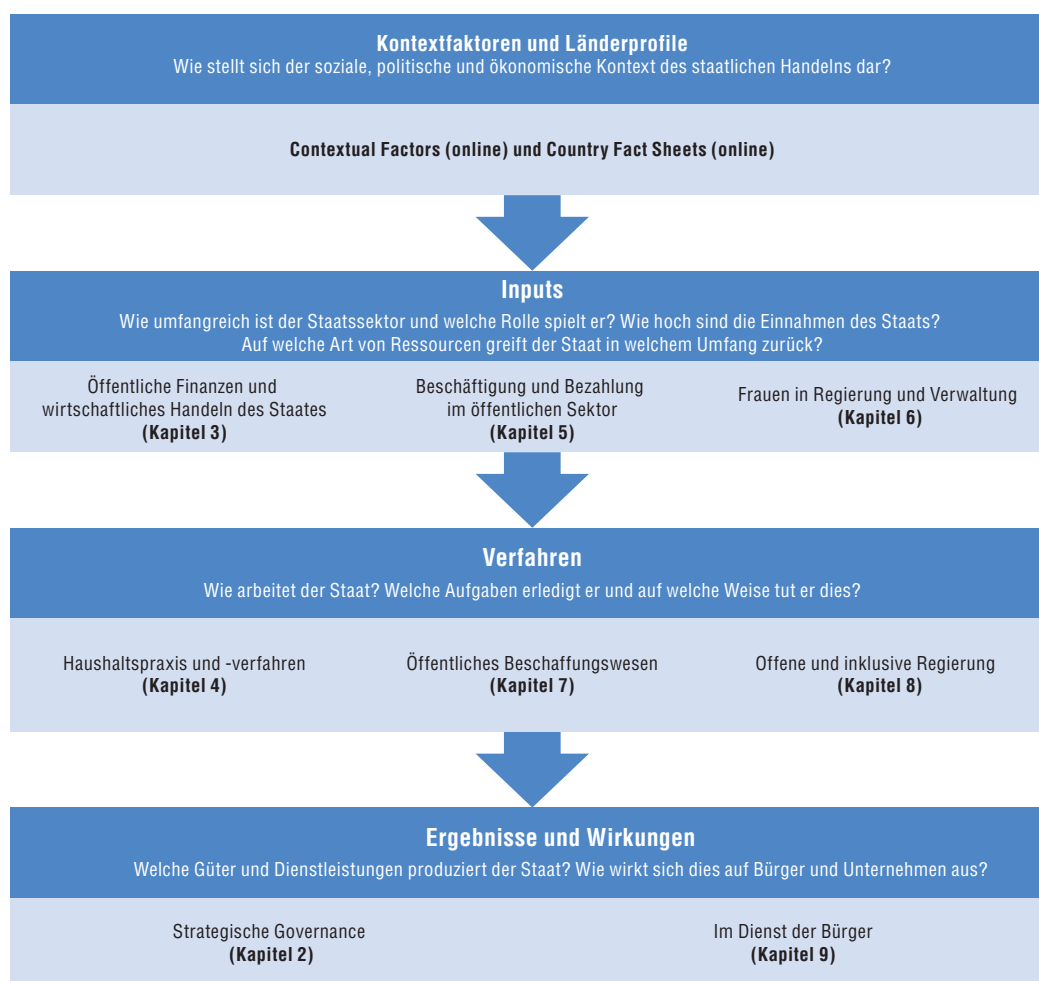 Kontextfaktoren und Länderprofile
Wie stellt sich der soziale, politische und ökonomische Kontext des staatlichen Handelns dar?
Contextual Factors (online) und Country Fact Sheets (online)
Inputs
Wie umfangreich ist der Staatssektor und welche Rolle spielt er? Wie hoch sind die Einnahmen des Staats?
Auf welche Art von Ressourcen greift der Staat in welchem Umfang zurück?
Öffentliche Finanzen und
wirtschaftliches Handeln des Staates
(Kapitel 3)
Beschäftigung und Bezahlung
im öffentlichen Sektor
(Kapitel 5)
Frauen in Regierung und Verwaltung
(Kapitel 6)
Verfahren
Wie arbeitet der Staat? Welche Aufgaben erledigt er und auf welche Weise tut er dies?
Haushaltspraxis und -verfahren
(Kapitel 4)
Öffentliches Beschaffungswesen
(Kapitel 7)
Offene und inklusive Regierung
(Kapitel 8)
Ergebnisse und Wirkungen
Welche Güter und Dienstleistungen produziert der Staat? Wie wirkt sich dies auf Bürger und Unternehmen aus?
Strategische Governance
(Kapitel 2)
Im Dienst der Bürger
(Kapitel 9)